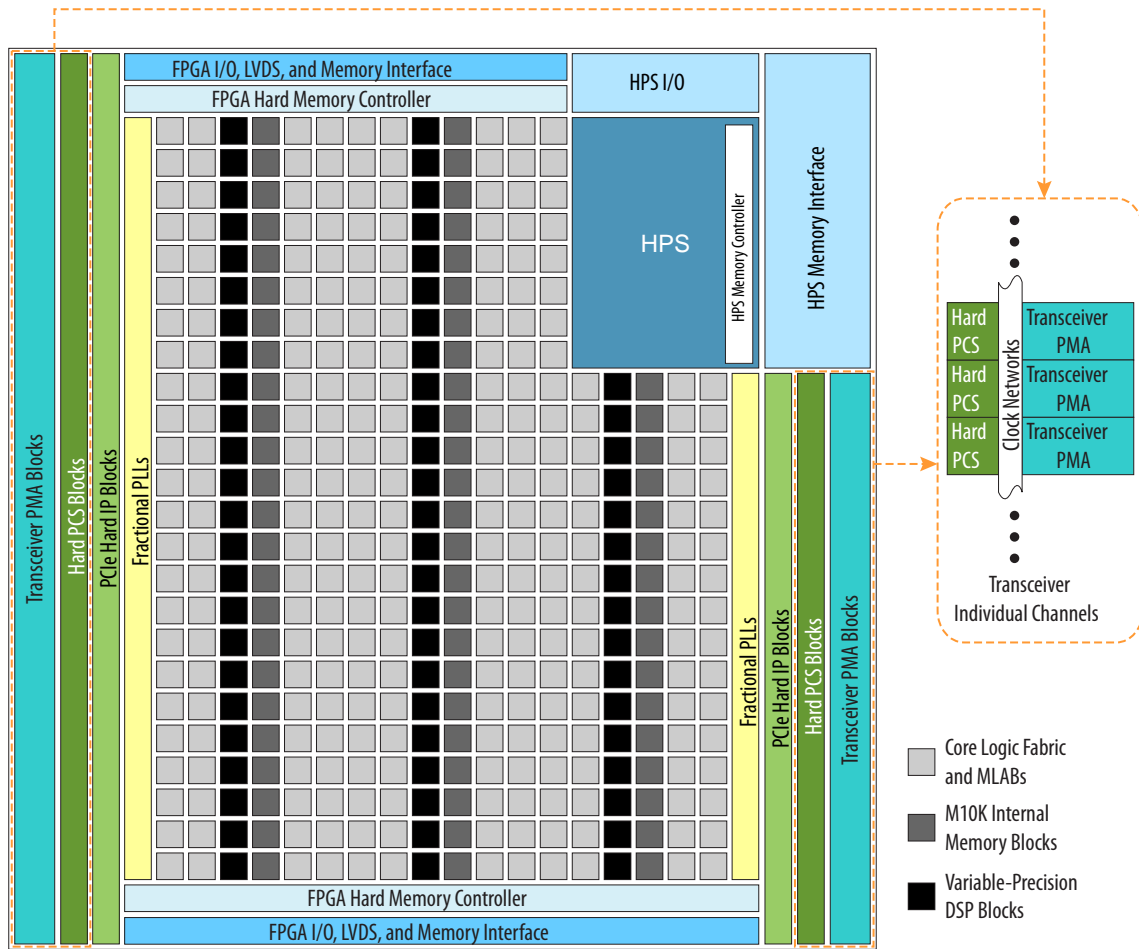 FPGA I/O, LVDS, and Memory Interface
FPGA Hard Memory Controller
HPS I/O
HPS
HPS Memory Controller
HPS Memory Interface
Transceiver PMA Blocks
Hard PCS Blocks
PCIe Hard IP Blocks
Fractional PLLs
Fractional PLLs
PCIe Hard IP Blocks
Hard PCS Blocks
Transceiver PMA Blocks
FPGA Hard Memory Controller
FPGA I/O, LVDS, and Memory Interface
Hard
PCS
Hard
PCS
Hard
PCS
Clock Networks
Transceiver
PMA
Transceiver
PMA
Transceiver
PMA
Transceiver
Individual Channels
Core Logic Fabric
and MLABs
M10K Internal
Memory Blocks
Variable-Precision
DSP Blocks